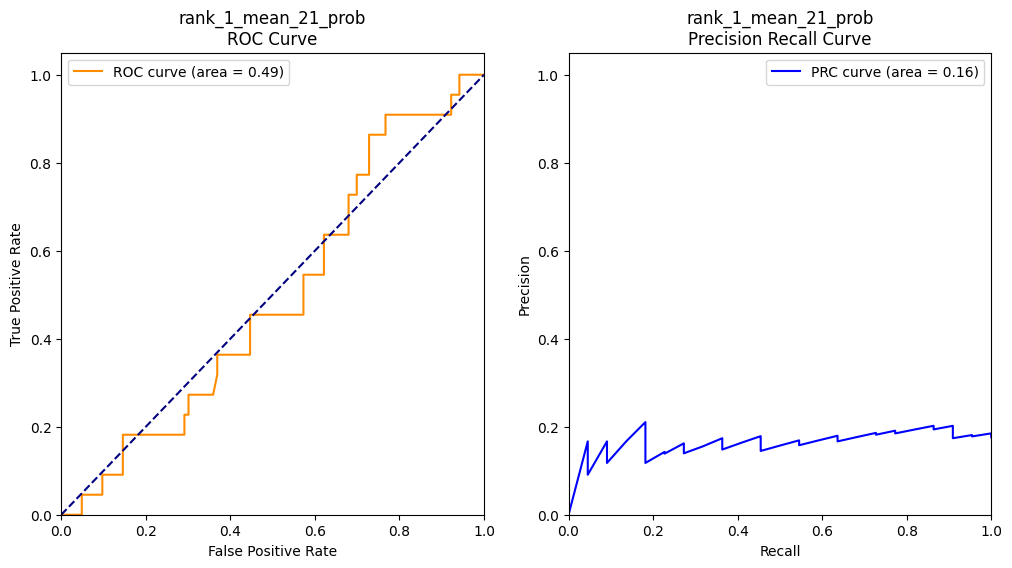 rank_1_mean_21_prob
ROC Curve
ROC curve (area = 0.49)
1.0
0.8
0.6
0.4
0.2
0.0
True Positive Rate
0.0 0.2 0.4 0.6 0.8 1.0
False Positive Rate
rank_1_mean_21_prob
Precision Recall Curve
PRC curve (area = 0.16)
1.0
0.8
0.6
0.4
0.2
0.0
Precision
0.0 0.2 0.4 0.6 0.8 1.0
Recall